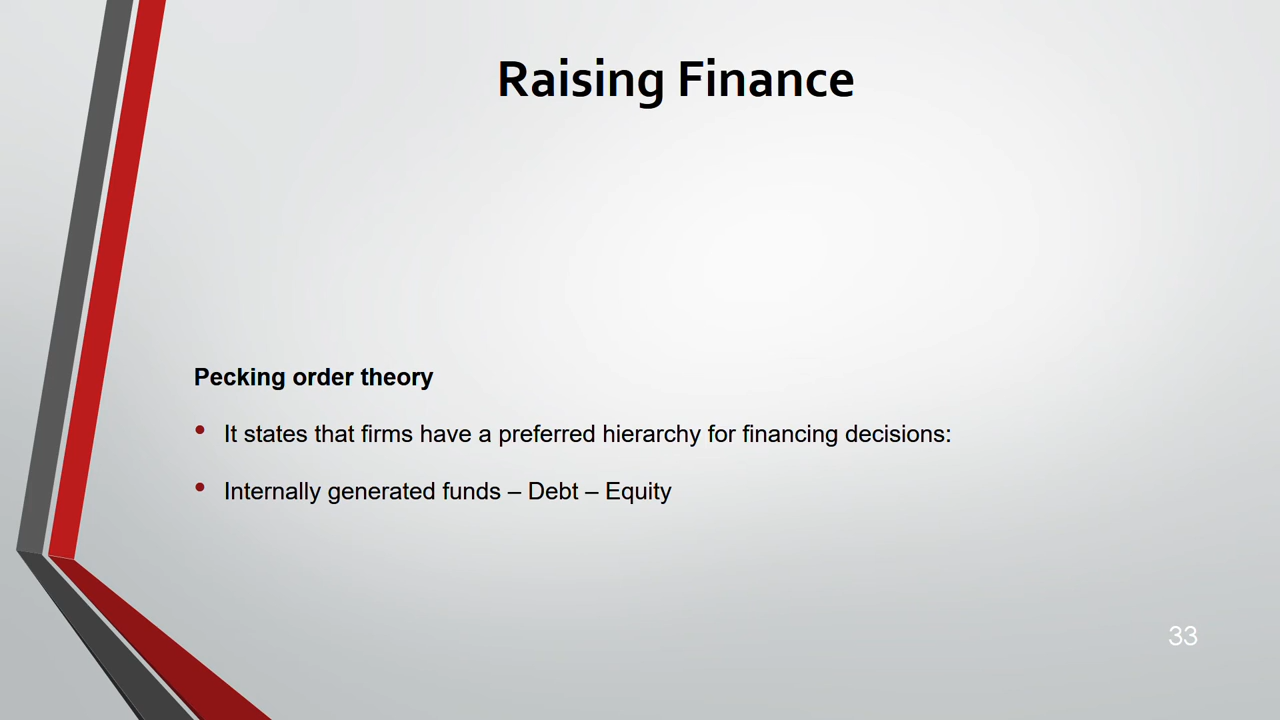 Raising Finance
Pecking order theory
• It states that firms have a preferred hierarchy for financing decisions:
• Internally generated funds – Debt – Equity
33